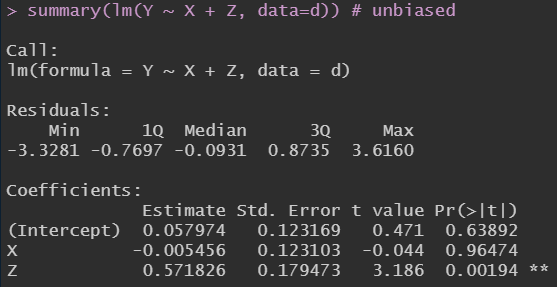 > summary(lm(Y ~ X + Z, data=d)) # unbiased
Call:
lm(formula = Y ~ X + Z, data = d)
Residuals:
    Min      1Q  Median      3Q     Max
-3.3281 -0.7697 -0.0931  0.8735  3.6160
Coefficients:
             Estimate Std. Error t value Pr(>|t|)
(Intercept)  0.057974   0.123169   0.471  0.63892
X           -0.005456   0.123103  -0.044  0.96474
Z            0.571826   0.179473   3.186  0.00194 **